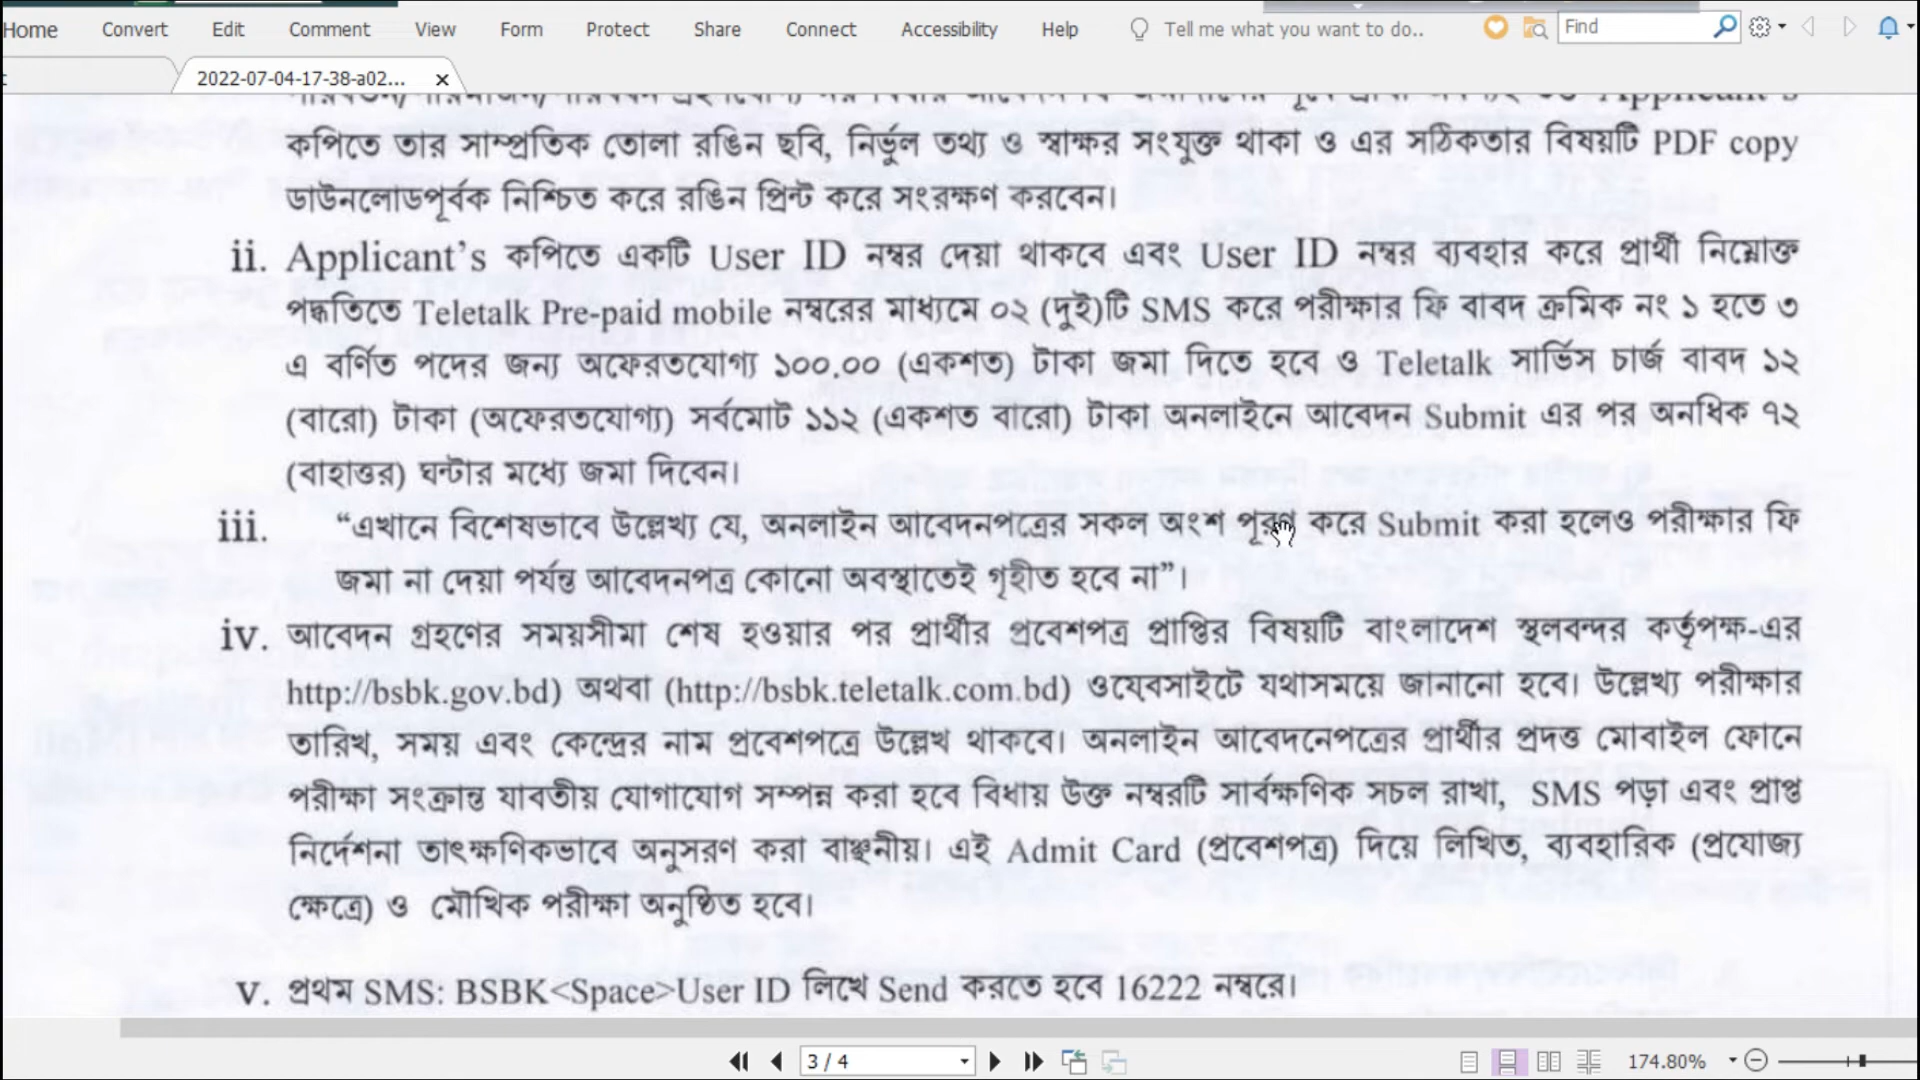 Home Convert Edit Comment View Form Protect Share Connect Accessibility Help Tell me what you want to do.. Find
2022-07-04-17-38-a02...
Applicant's
কপিতে তার সাম্প্রতিক তোলা রঙিন ছবি, নির্ভুল তথ্য ও স্বাক্ষর সংযুক্ত থাকা ও এর সঠিকতার বিষয়টি PDF copy
ডাউনলোডপূর্বক নিশ্চিত করে রঙিন প্রিন্ট করে সংরক্ষণ করবেন।
ii. Applicant's কপিতে একটি User ID নম্বর দেয়া থাকবে এবং User ID নম্বর ব্যবহার করে প্রার্থী নিম্নোক্ত
পদ্ধতিতে Teletalk Pre-paid mobile নম্বরের মাধ্যমে ০২ (দুই)টি SMS করে পরীক্ষার ফি বাবদ ক্রমিক নং ১ হতে ৩
এ বর্ণিত পদের জন্য অফেরতযোগ্য ১০০.০০ (একশত) টাকা জমা দিতে হবে ও Teletalk সার্ভিস চার্জ বাবদ ১২
(বারো) টাকা (অফেরতযোগ্য) সর্বমোট ১১২ (একশত বারো) টাকা অনলাইনে আবেদন Submit এর পর অনধিক ৭২
(বাহাত্তর) ঘন্টার মধ্যে জমা দিবেন।
iii. “এখানে বিশেষভাবে উল্লেখ্য যে, অনলাইন আবেদনপত্রের সকল অংশ পূরণ করে Submit করা হলেও পরীক্ষার ফি
জমা না দেয়া পর্যন্ত আবেদনপত্র কোনো অবস্থাতেই গৃহীত হবে না”।
iv. আবেদন গ্রহণের সময়সীমা শেষ হওয়ার পর প্রার্থীর প্রবেশপত্র প্রাপ্তির বিষয়টি বাংলাদেশ স্থলবন্দর কর্তৃপক্ষ-এর
http://bsbk.gov.bd) অথবা (http://bsbk.teletalk.com.bd) ওয়েবসাইটে যথাসময়ে জানানো হবে। উল্লেখ্য পরীক্ষার
তারিখ, সময় এবং কেন্দ্রের নাম প্রবেশপত্রে উল্লেখ থাকবে। অনলাইন আবেদনেপত্রের প্রার্থীর প্রদত্ত মোবাইল ফোনে
পরীক্ষা সংক্রান্ত যাবতীয় যোগাযোগ সম্পন্ন করা হবে বিধায় উক্ত নম্বরটি সার্বক্ষণিক সচল রাখা, SMS পড়া এবং প্রাপ্ত
নির্দেশনা তাৎক্ষণিকভাবে অনুসরণ করা বাঞ্ছনীয়। এই Admit Card (প্রবেশপত্র) দিয়ে লিখিত, ব্যবহারিক (প্রযোজ্য
ক্ষেত্রে) ও মৌখিক পরীক্ষা অনুষ্ঠিত হবে।
v. প্রথম SMS: BSBK<Space>User ID লিখে Send করতে হবে 16222 নম্বরে।
3 / 4 174.80%